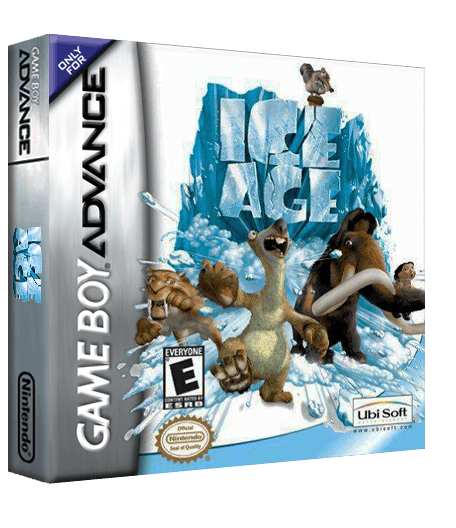 GAME BOY
ADVANCE
ICE
AGE
Nintendo
ONLY
FOR
GAME BOY ADVANCE
ICE
AGE
EVERYONE
E
CONTENT RATED BY
ESRB
Official
Nintendo
Seal of Quality
Ubi Soft
www.ubisoft.com